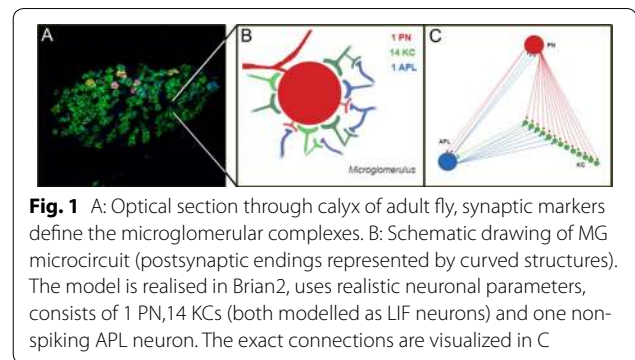 A
B
1 PN
14 KC
1 APL
Microglomerulus
C
PN
APL
KC
Fig. 1 A: Optical section through calyx of adult fly, synaptic markers
define the microglomerular complexes. B: Schematic drawing of MG
microcircuit (postsynaptic endings represented by curved structures).
The model is realised in Brian2, uses realistic neuronal parameters,
consists of 1 PN,14 KCs (both modelled as LIF neurons) and one non-
spiking APL neuron. The exact connections are visualized in C